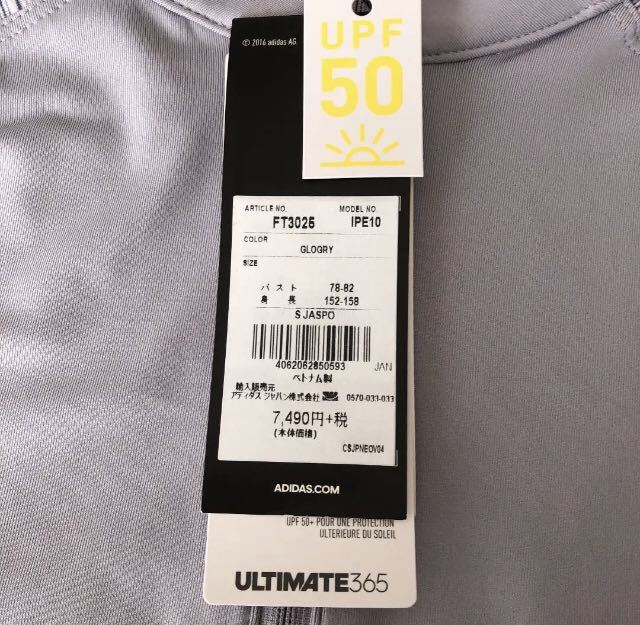 © 2016 adidas AG.
UPF
50
ARTICLE NO. MODEL NO.
FT3025 IPE10
COLOR
GLOGRY
SIZE
バスト 78-82
身長 152-158
S JASPO
4062062850593 JAN
ベトナム製
輸入販売元
アディダス ジャパン株式会社 0570-033-033
7,490円+税
(本体価格)
CSJPNEOV04
ADIDAS.COM
UPF 50+ POUR UNE PROTECTION
ULTERIEURE DU SOLEIL
ULTIMATE365